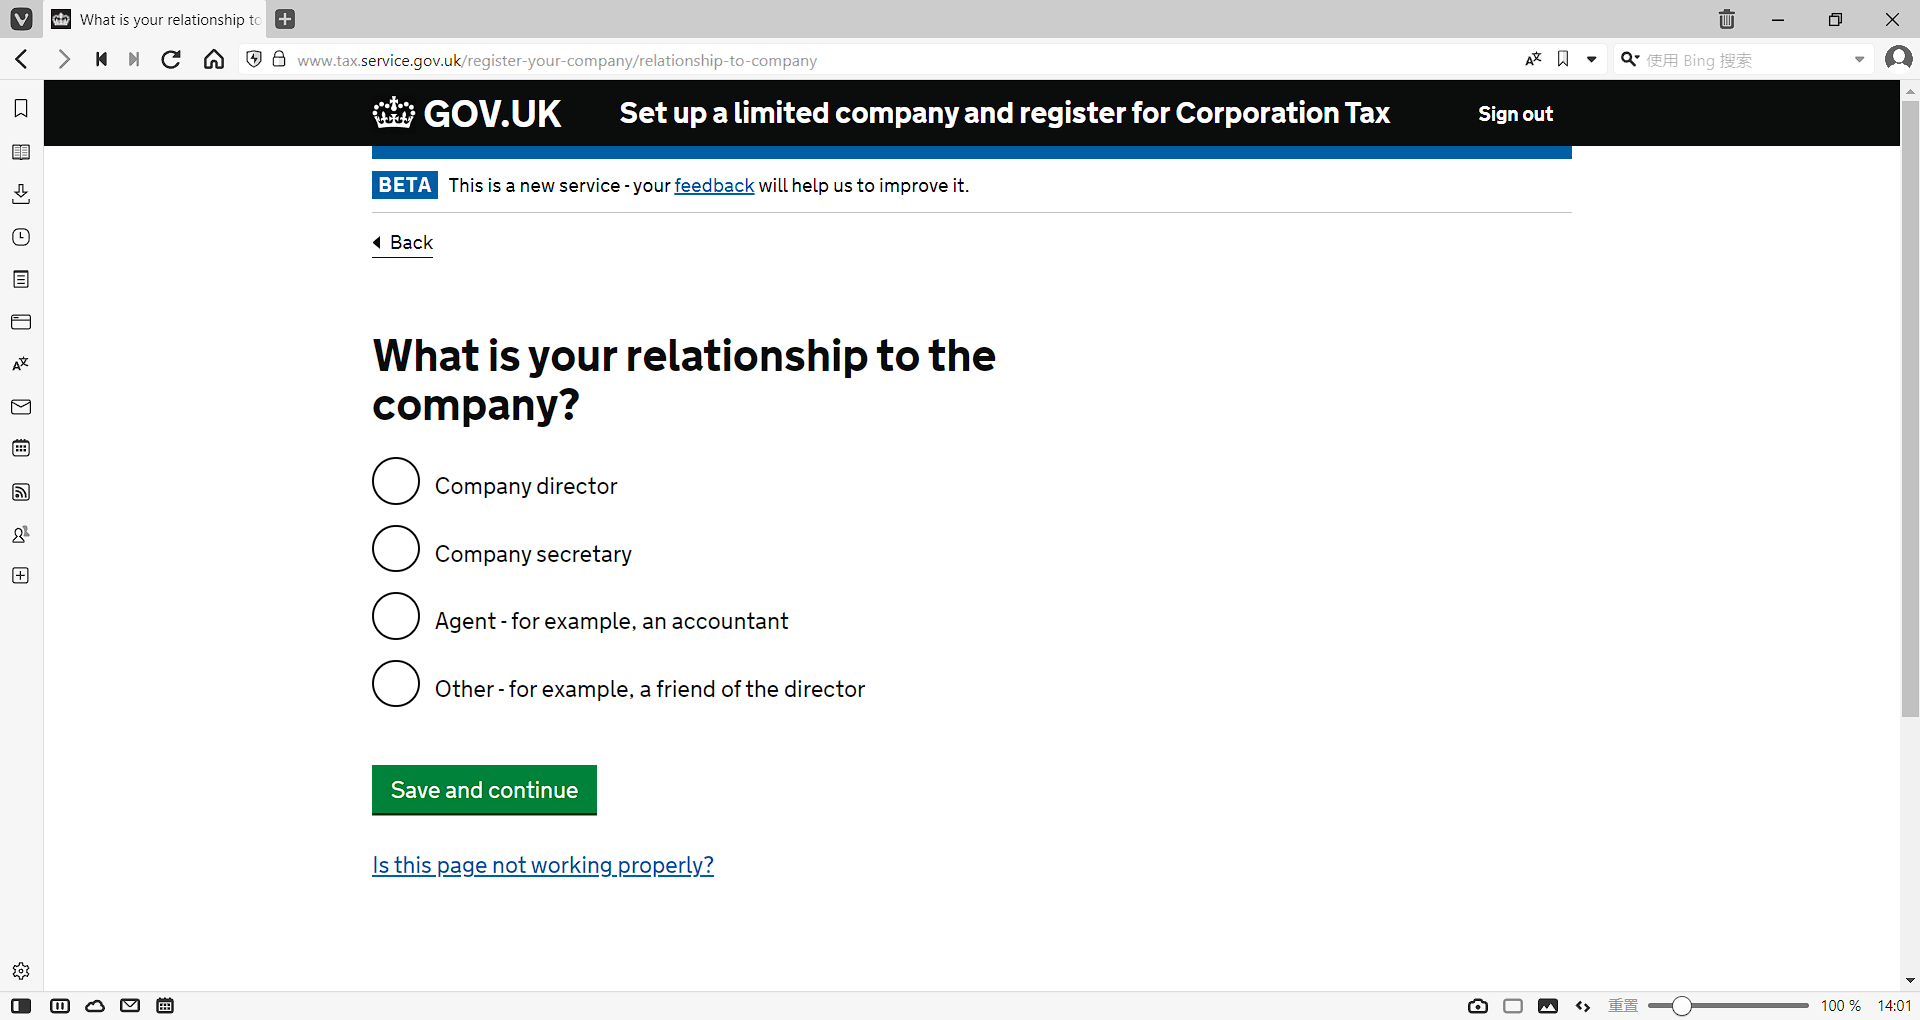 What is your relationship to
www.tax.service.gov.uk/register-your-company/relationship-to-company
使用 Bing 搜索
GOV.UK
Set up a limited company and register for Corporation Tax
Sign out
BETA This is a new service - your feedback will help us to improve it.
Back
What is your relationship to the
company?
Company director
Company secretary
Agent - for example, an accountant
Other - for example, a friend of the director
Save and continue
Is this page not working properly?
重置
100 %
14:01